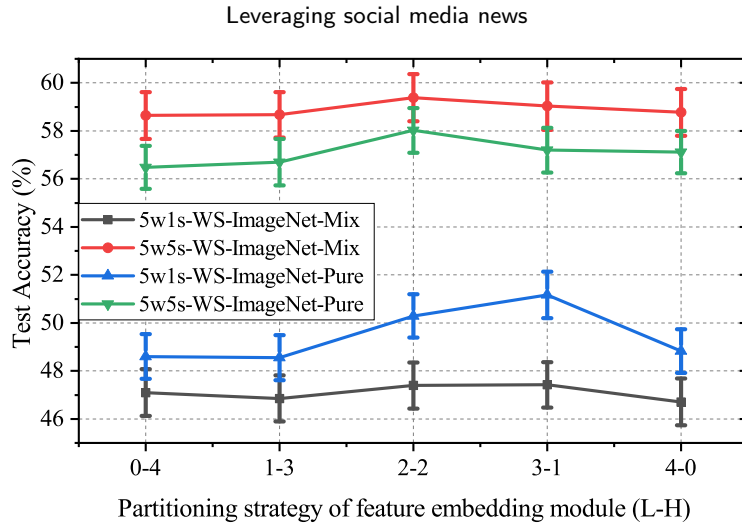 Leveraging social media news
60
58
56
54
52
50
48
46
Test Accuracy (%)
5w1s-WS-ImageNet-Mix
5w5s-WS-ImageNet-Mix
5w1s-WS-ImageNet-Pure
5w5s-WS-ImageNet-Pure
0-4 1-3 2-2 3-1 4-0
Partitioning strategy of feature embedding module (L-H)